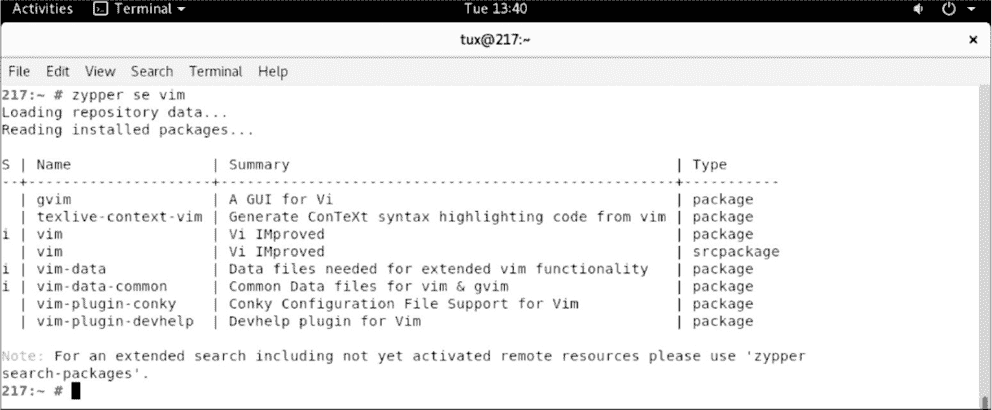 Activities Terminal Tue 13:40
tux@217:~ ×
File Edit View Search Terminal Help
217:~ # zypper se vim
Loading repository data...
Reading installed packages...
S | Name | Summary | Type
--+----------------------+----------------------------------------------------+-----------
| gvim | A GUI for Vi | package
| texlive-context-vim | Generate ConTeXt syntax highlighting code from vim | package
i | vim | Vi IMproved | package
| vim | Vi IMproved | srcpackage
i | vim-data | Data files needed for extended vim functionality | package
i | vim-data-common | Common Data files for vim & gvim | package
| vim-plugin-conky | Conky Configuration File Support for Vim | package
| vim-plugin-devhelp | Devhelp plugin for Vim | package
Note: For an extended search including not yet activated remote resources please use 'zypper
search-packages'.
217:~ #